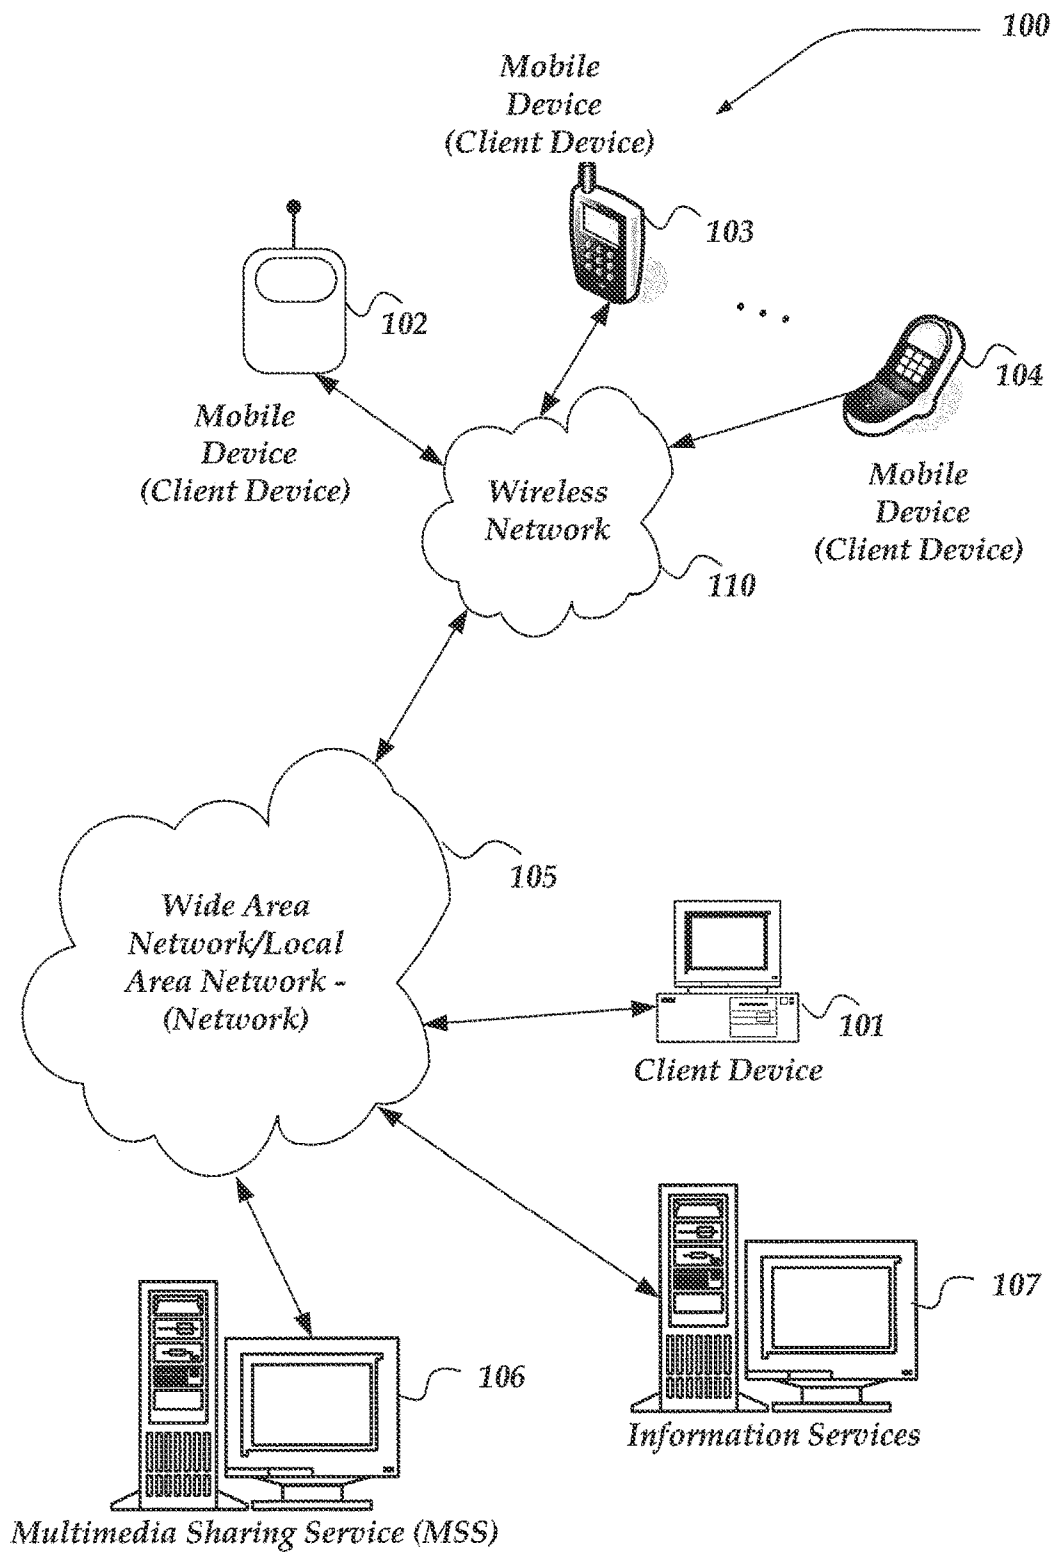 100
Mobile
Device
(Client Device)
103
102
104
Mobile
Device
(Client Device)
Wireless
Network
Mobile
Device
(Client Device)
110
105
Wide Area
Network/Local
Area Network -
(Network)
101
Client Device
107
106
Information Services
Multimedia Sharing Service (MSS)